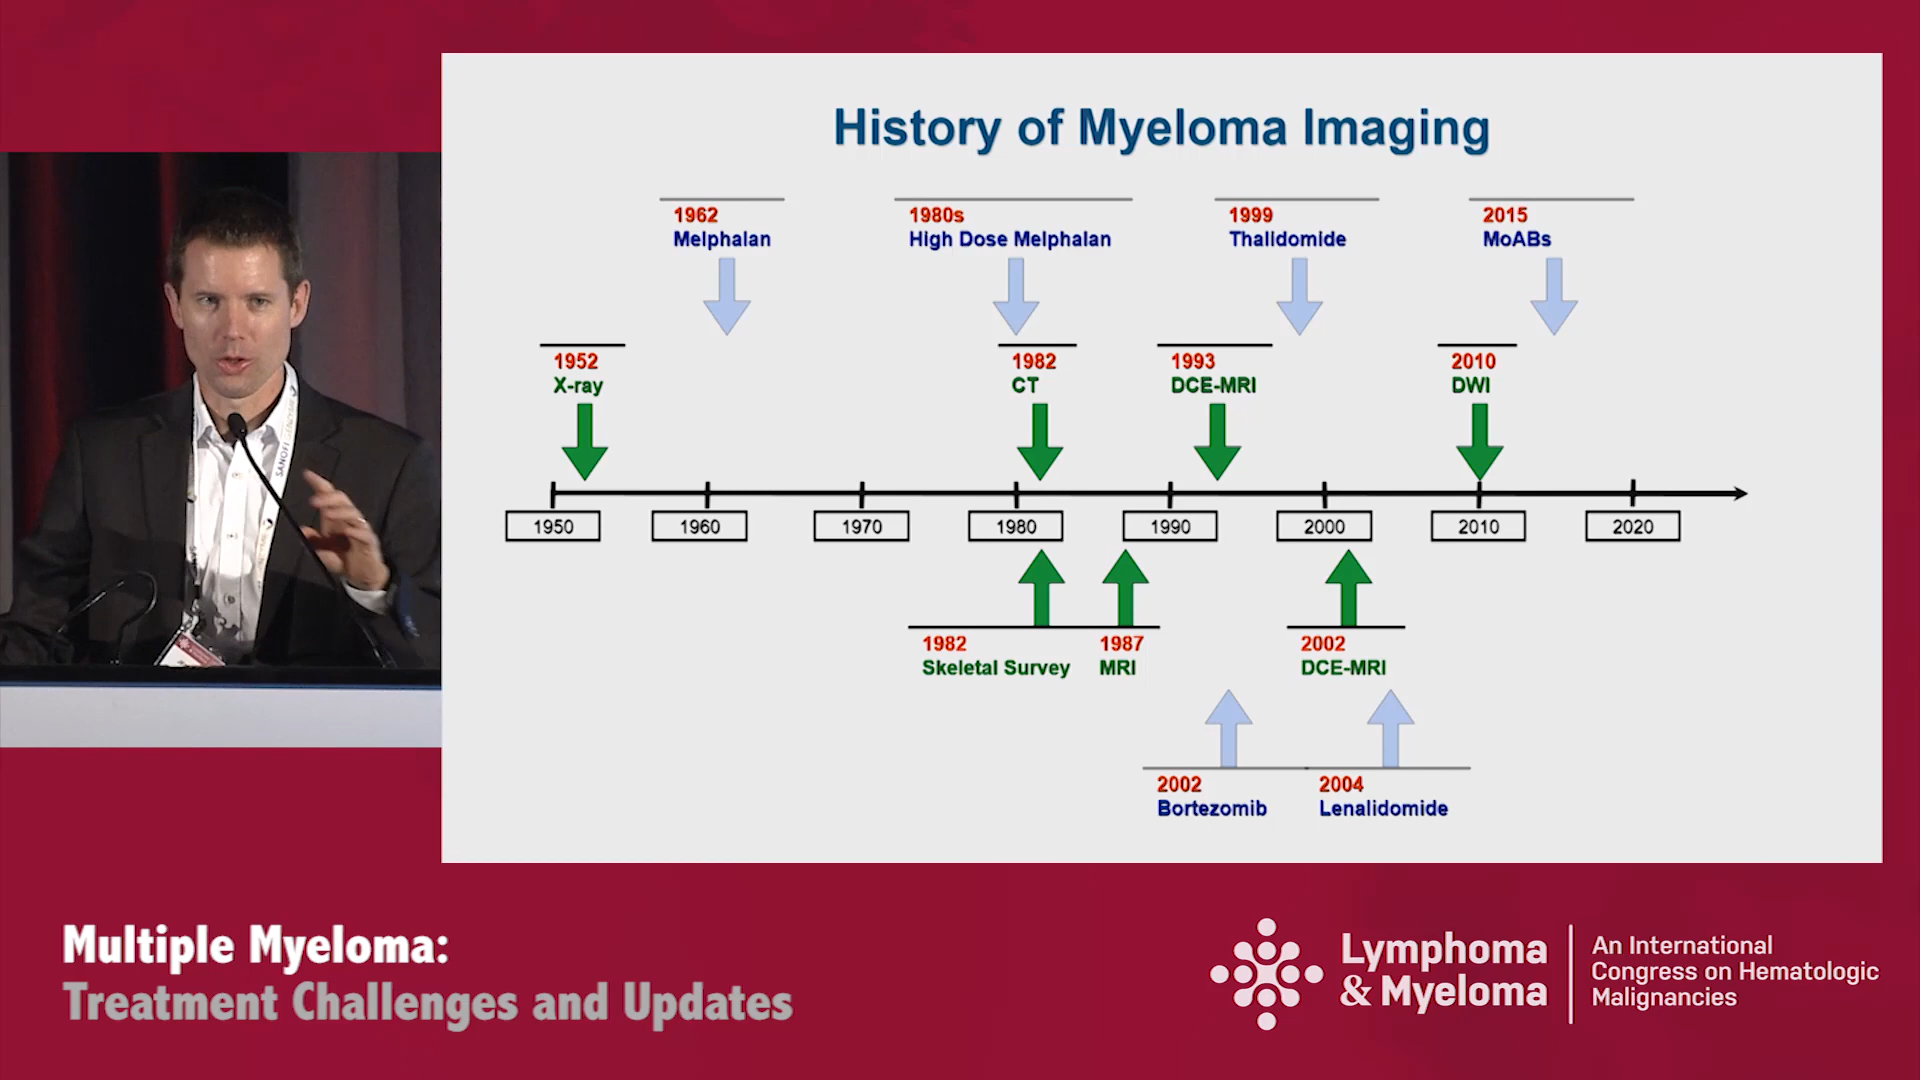 History of Myeloma Imaging
1962
Melphalan
1980s
High Dose Melphalan
1999
Thalidomide
2015
MoABs
1952
X-ray
1982
CT
1993
DCE-MRI
2010
DWI
1950
1960
1970
1980
1990
2000
2010
2020
1982
Skeletal Survey
1987
MRI
2002
DCE-MRI
2002
Bortezomib
2004
Lenalidomide
SANOFI GENZYME
Multiple Myeloma:
Treatment Challenges and Updates
Lymphoma
& Myeloma
An International
Congress on Hematologic
Malignancies